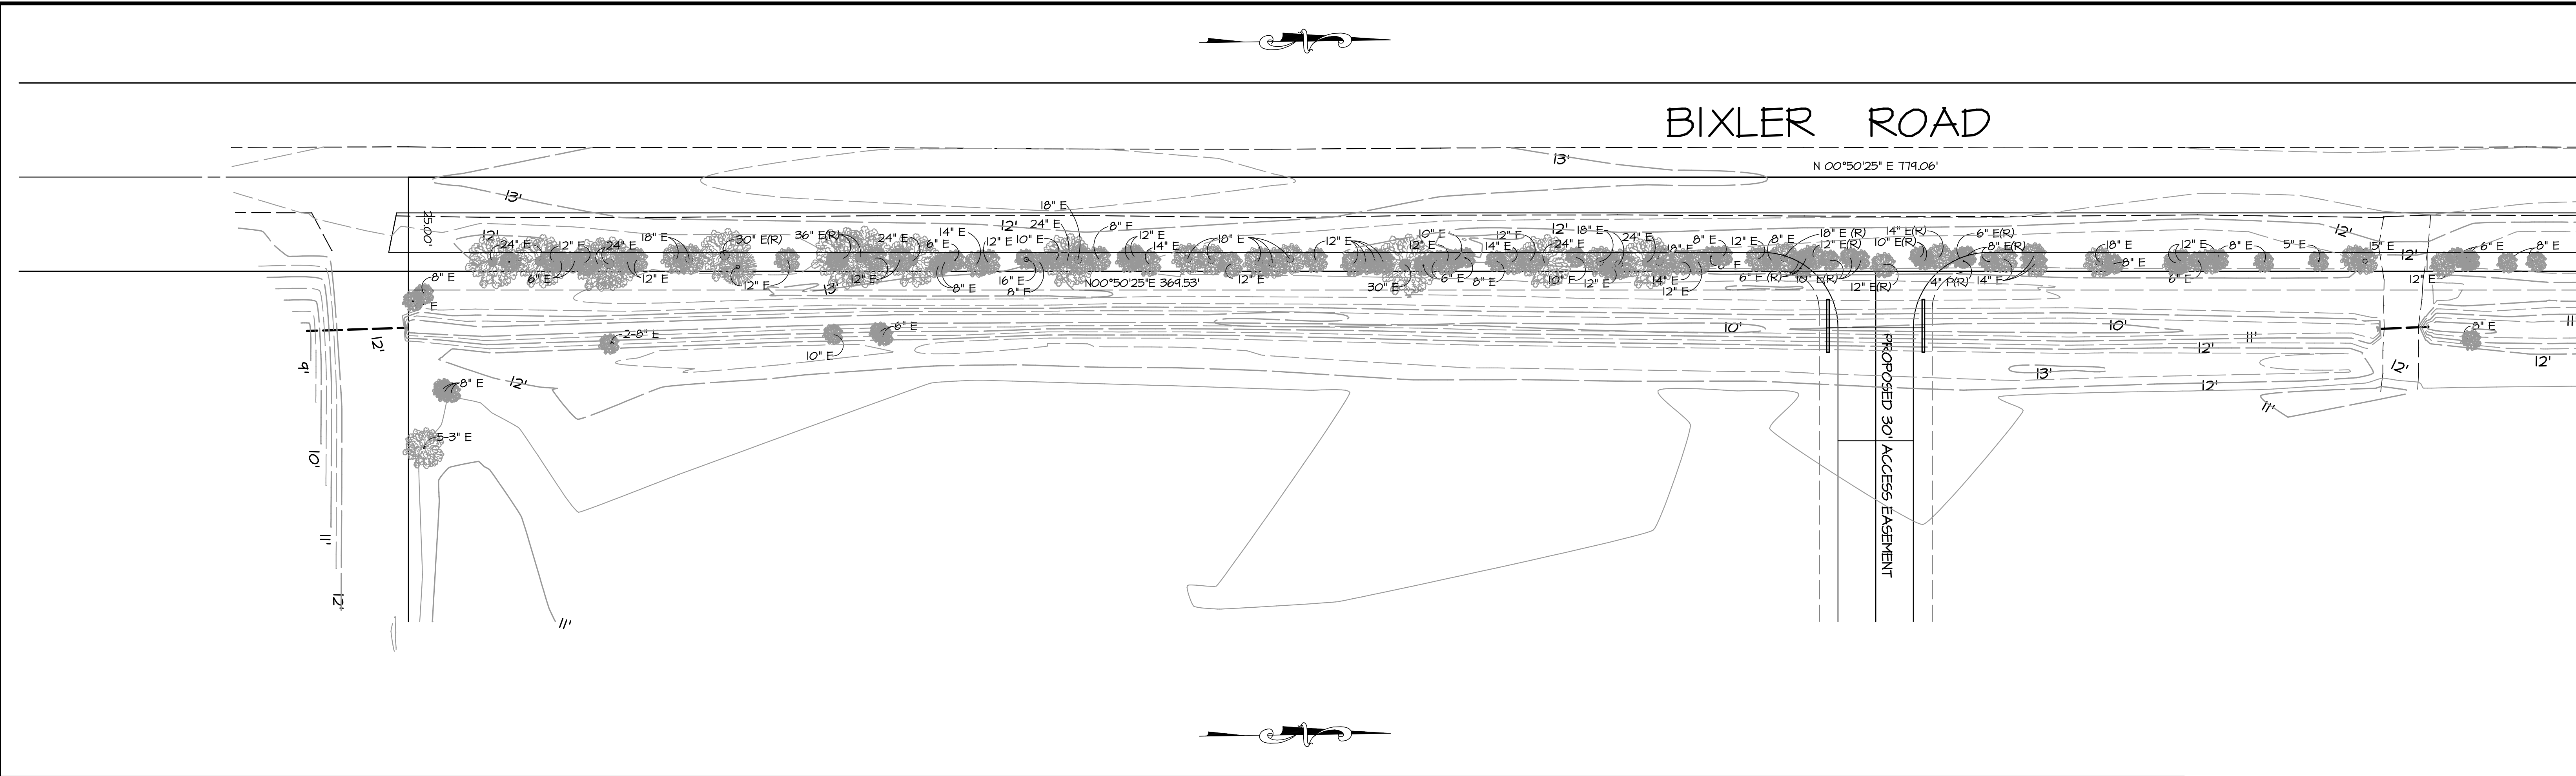 BIXLER ROAD
N 00°50'25" E 779.06'
13'
13'
25.00'
12'
24" E
12" E
24" E
6" E
12" E
18" E
30" E(R)
12" E
36" E(R)
12" E
24" E
14" E
6" E
8" E
12'
12" E
10" E
16" E
8" E
18" E
24" E
8" E
12" E
14" E
13'
N00°50'25"E 369.53'
18" E
12" E
12" E
30" E
10" E
12" E
6" E
8" E
14" E
12" E
12'
24" E
10" E
18" E
12" E
24" E
14" E
12" E
18" E
8" E
12" E
8" E
6" E (R)
18" E (R)
12" E(R)
18" E(R)
12" E(R)
14" E(R)
10" E(R)
6" E(R)
8" E(R)
4" P(R)
14" E
18" E
8" E
12" E
6" E
8" E
5" E
12'
15" E
12'
12" E
6" E
8" E
8" E
E
12'
9'
10'
11'
12'
2-8" E
10" E
6" E
8" E
12'
5-3" E
11'
10'
10'
11'
12'
13'
12'
11'
12'
8" E
12'
11
PROPOSED 30' ACCESS EASEMENT